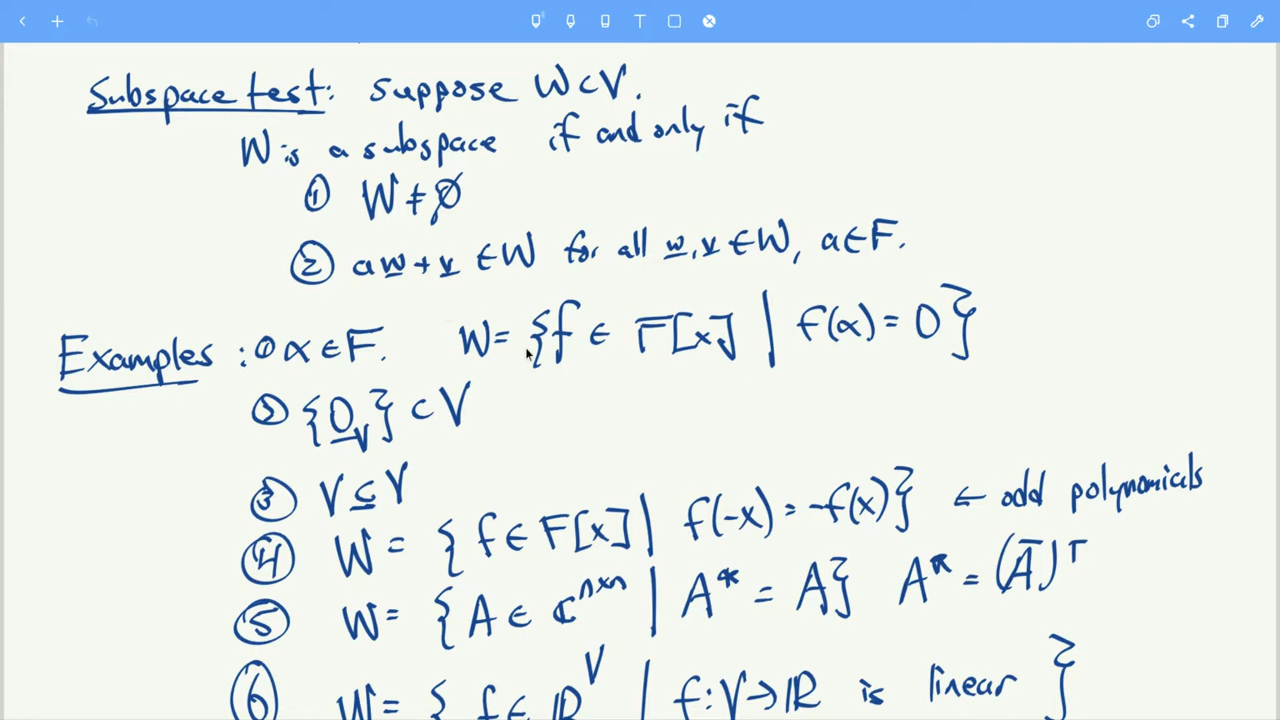 Subspace test: suppose W⊂V.
W is a subspace if and only if
① W ≠ ∅
② aw + v ∈ W for all w, v ∈ W, a ∈ F.
Examples: ① α ∈ F. W = {f ∈ F[x] | f(α) = 0}
② {0_V} ⊂ V
③ V ⊆ V
④ W = { f ∈ F[x] | f(-x) = -f(x)} ← odd polynomials
⑤ W = { A ∈ ℂ^{n×n} | A* = A} A* = (Ā)^T
⑥ W = { f ∈ ℝ^V | f: V → ℝ is linear }